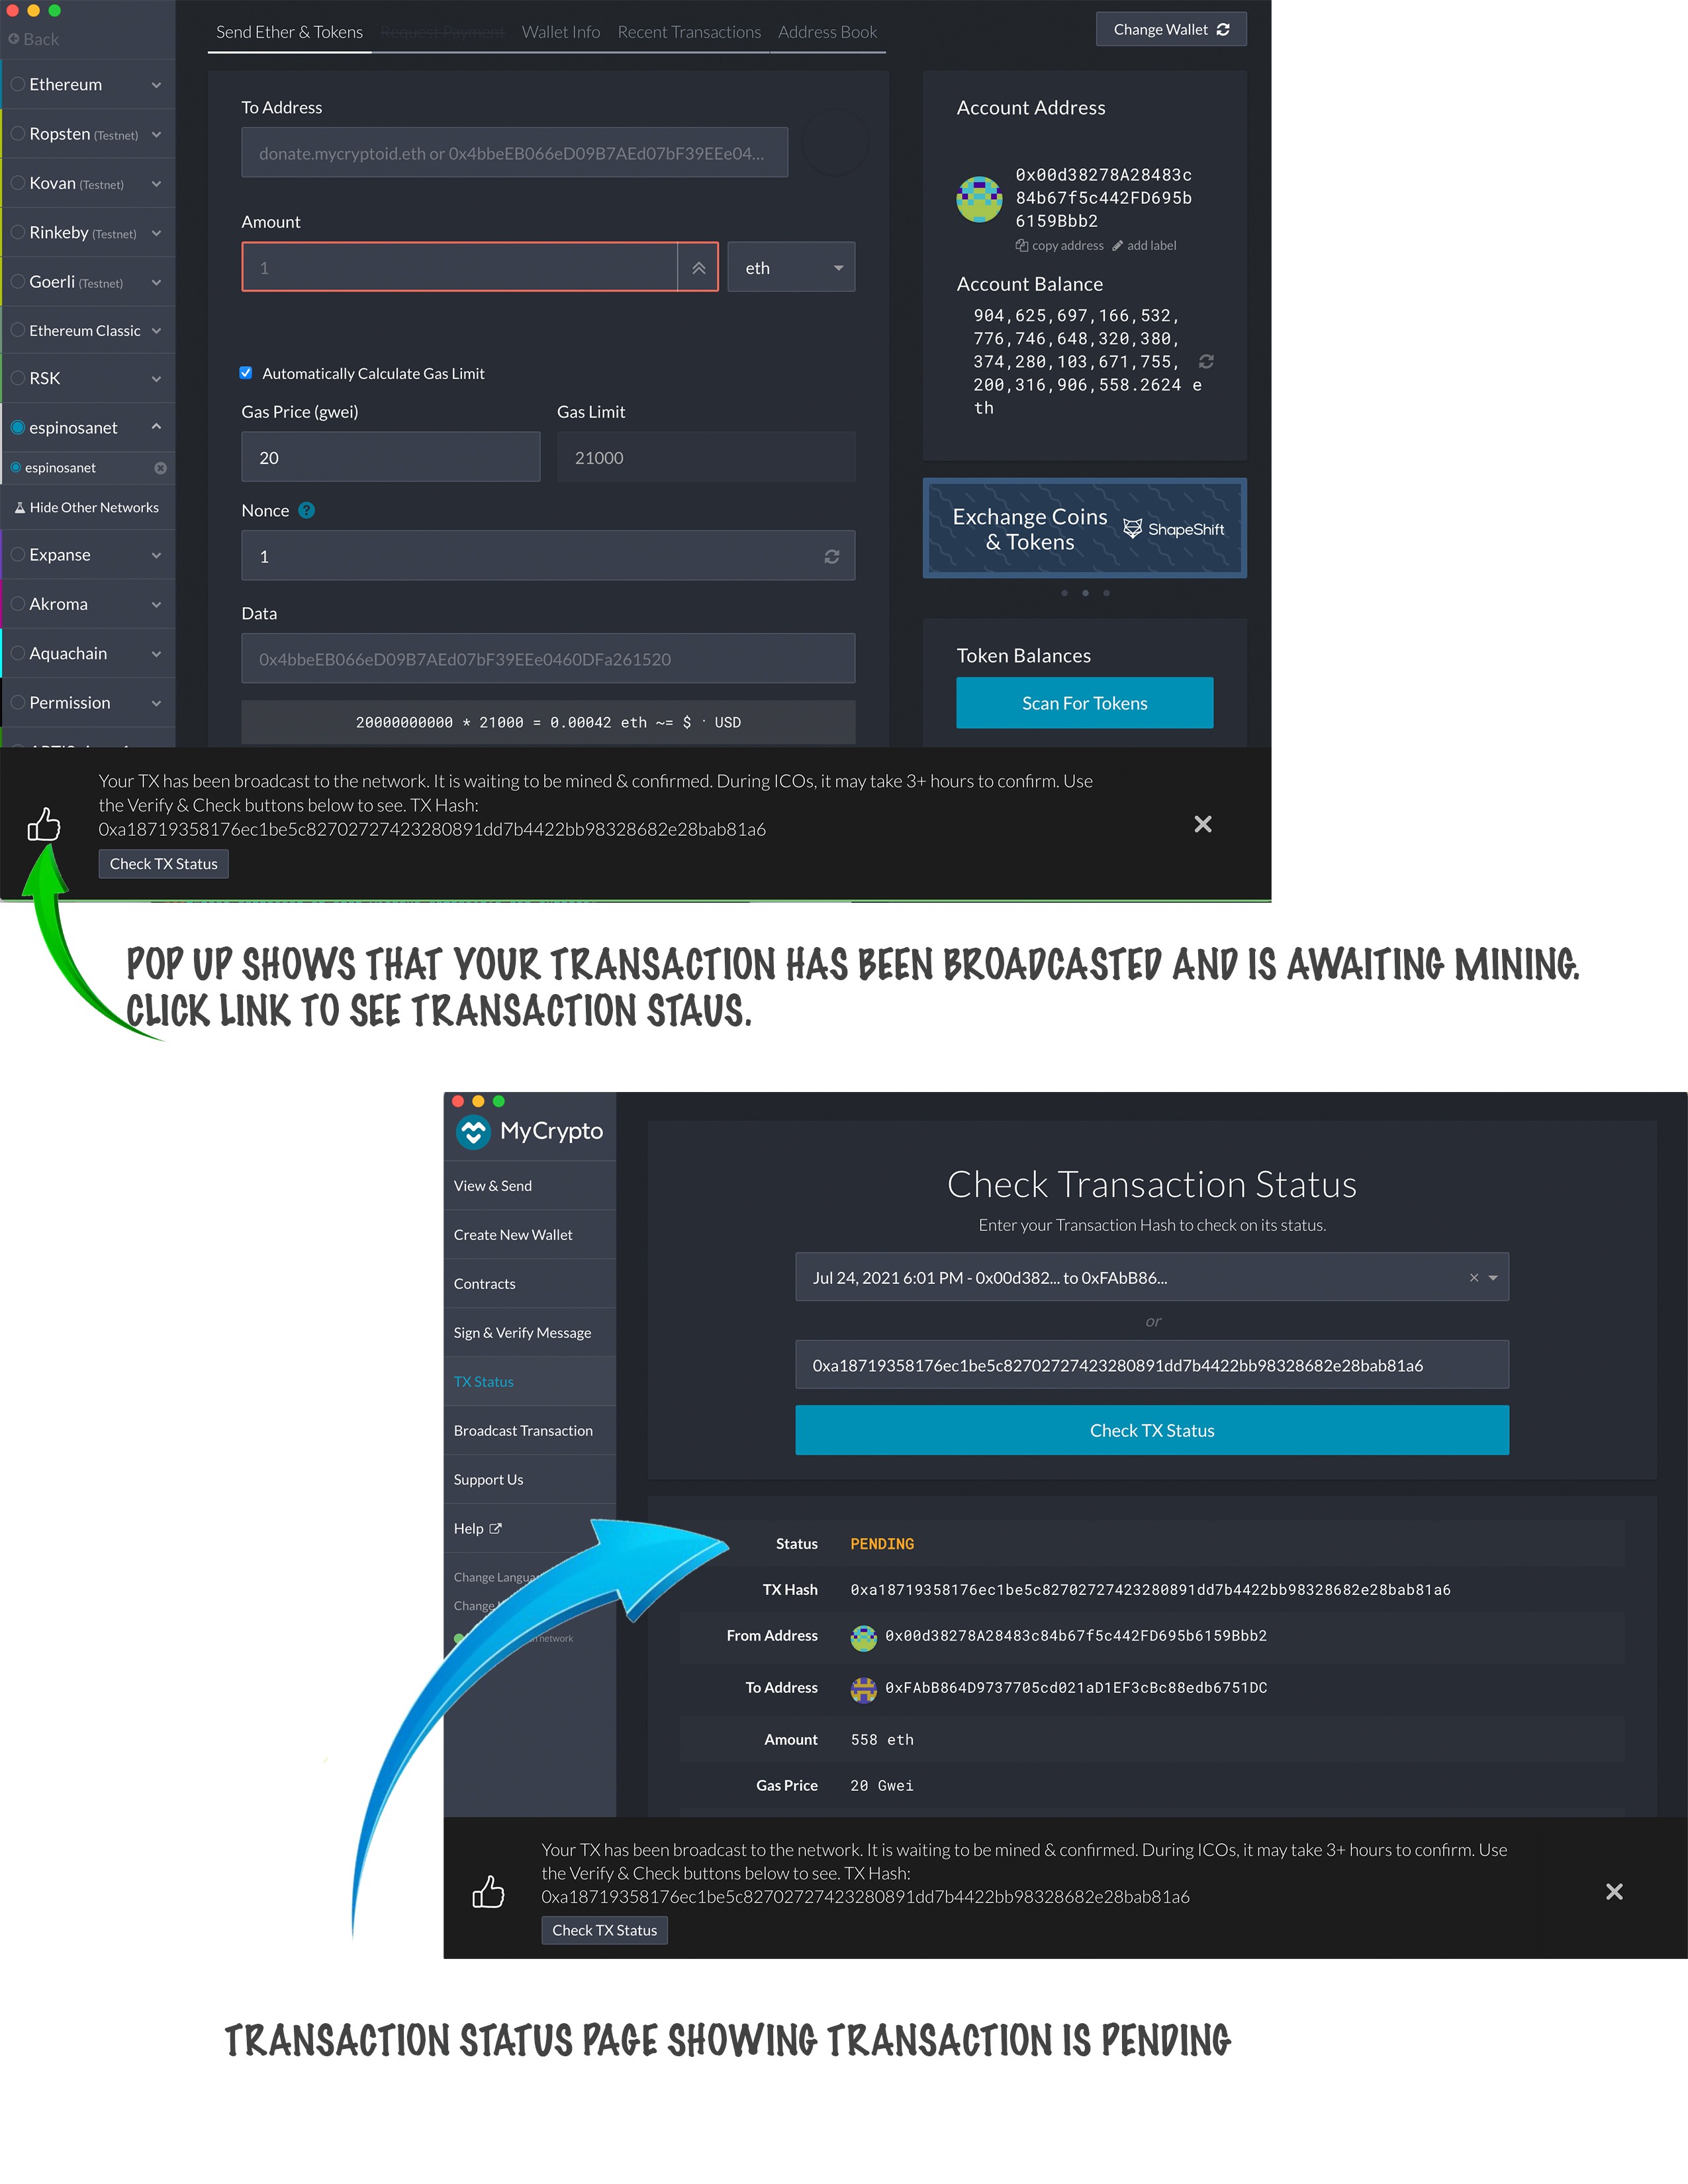 Back
Send Ether & Tokens
Request Payment
Wallet Info
Recent Transactions
Address Book
Change Wallet
Ethereum
Ropsten (Testnet)
Kovan (Testnet)
Rinkeby (Testnet)
Goerli (Testnet)
Ethereum Classic
RSK
espinosanet
espinosanet
Hide Other Networks
Expanse
Akroma
Aquachain
Permission
To Address
donate.mycryptoid.eth or 0x4bbeEB066eD09B7AEd07bF39EEe04...
Amount
1
eth
Automatically Calculate Gas Limit
Gas Price (gwei)
Gas Limit
20
21000
Nonce ?
1
Data
0x4bbeEB066eD09B7AEd07bF39EEe0460DFa261520
20000000000 * 21000 = 0.00042 eth ~= $ USD
Account Address
0x00d38278A28483c
84b67f5c442FD695b
6159Bbb2
copy address
add label
Account Balance
904,625,697,166,532,
776,746,648,320,380,
374,280,103,671,755,
200,316,906,558.2624 e
th
Exchange Coins
& Tokens
ShapeShift
Token Balances
Scan For Tokens
Your TX has been broadcast to the network. It is waiting to be mined & confirmed. During ICOs, it may take 3+ hours to confirm. Use
the Verify & Check buttons below to see. TX Hash:
0xa18719358176ec1be5c82702727423280891dd7b4422bb98328682e28bab81a6
Check TX Status
POP UP SHOWS THAT YOUR TRANSACTION HAS BEEN BROADCASTED AND IS AWAITING MINING.
CLICK LINK TO SEE TRANSACTION STAUS.
MyCrypto
View & Send
Create New Wallet
Contracts
Sign & Verify Message
TX Status
Broadcast Transaction
Support Us
Help
Change
Change
network
Check Transaction Status
Enter your Transaction Hash to check on its status.
Jul 24, 2021 6:01 PM - 0x00d382... to 0xFAbB86...
or
0xa18719358176ec1be5c82702727423280891dd7b4422bb98328682e28bab81a6
Check TX Status
Status PENDING
TX Hash 0xa18719358176ec1be5c82702727423280891dd7b4422bb98328682e28bab81a6
From Address 0x00d38278A28483c84b67f5c442FD695b6159Bbb2
To Address 0xFAbB864D9737705cd021aD1EF3cBc88edb6751DC
Amount 558 eth
Gas Price 20 Gwei
Your TX has been broadcast to the network. It is waiting to be mined & confirmed. During ICOs, it may take 3+ hours to confirm. Use
the Verify & Check buttons below to see. TX Hash:
0xa18719358176ec1be5c82702727423280891dd7b4422bb98328682e28bab81a6
Check TX Status
TRANSACTION STATUS PAGE SHOWING TRANSACTION IS PENDING